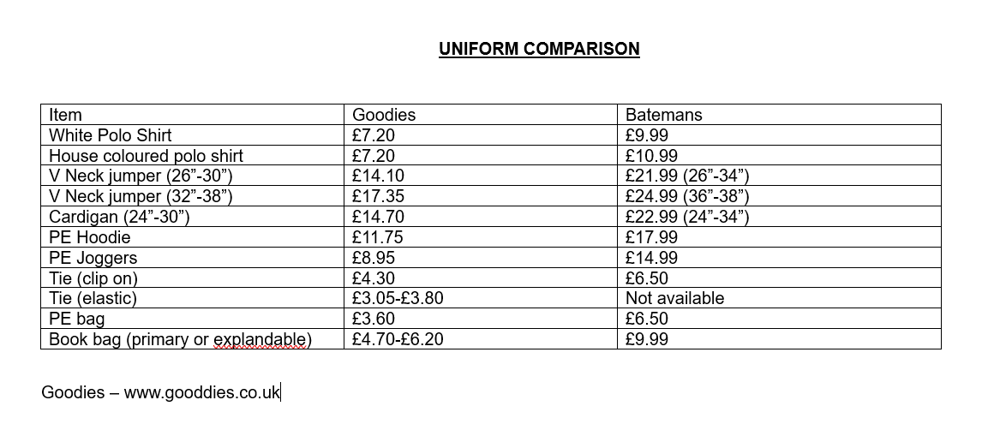 UNIFORM COMPARISON
Item Goodies Batemans
White Polo Shirt £7.20 £9.99
House coloured polo shirt £7.20 £10.99
V Neck jumper (26”-30”) £14.10 £21.99 (26”-34”)
V Neck jumper (32”-38”) £17.35 £24.99 (36”-38”)
Cardigan (24”-30”) £14.70 £22.99 (24”-34”)
PE Hoodie £11.75 £17.99
PE Joggers £8.95 £14.99
Tie (clip on) £4.30 £6.50
Tie (elastic) £3.05-£3.80 Not available
PE bag £3.60 £6.50
Book bag (primary or explandable) £4.70-£6.20 £9.99
Goodies – www.gooddies.co.uk